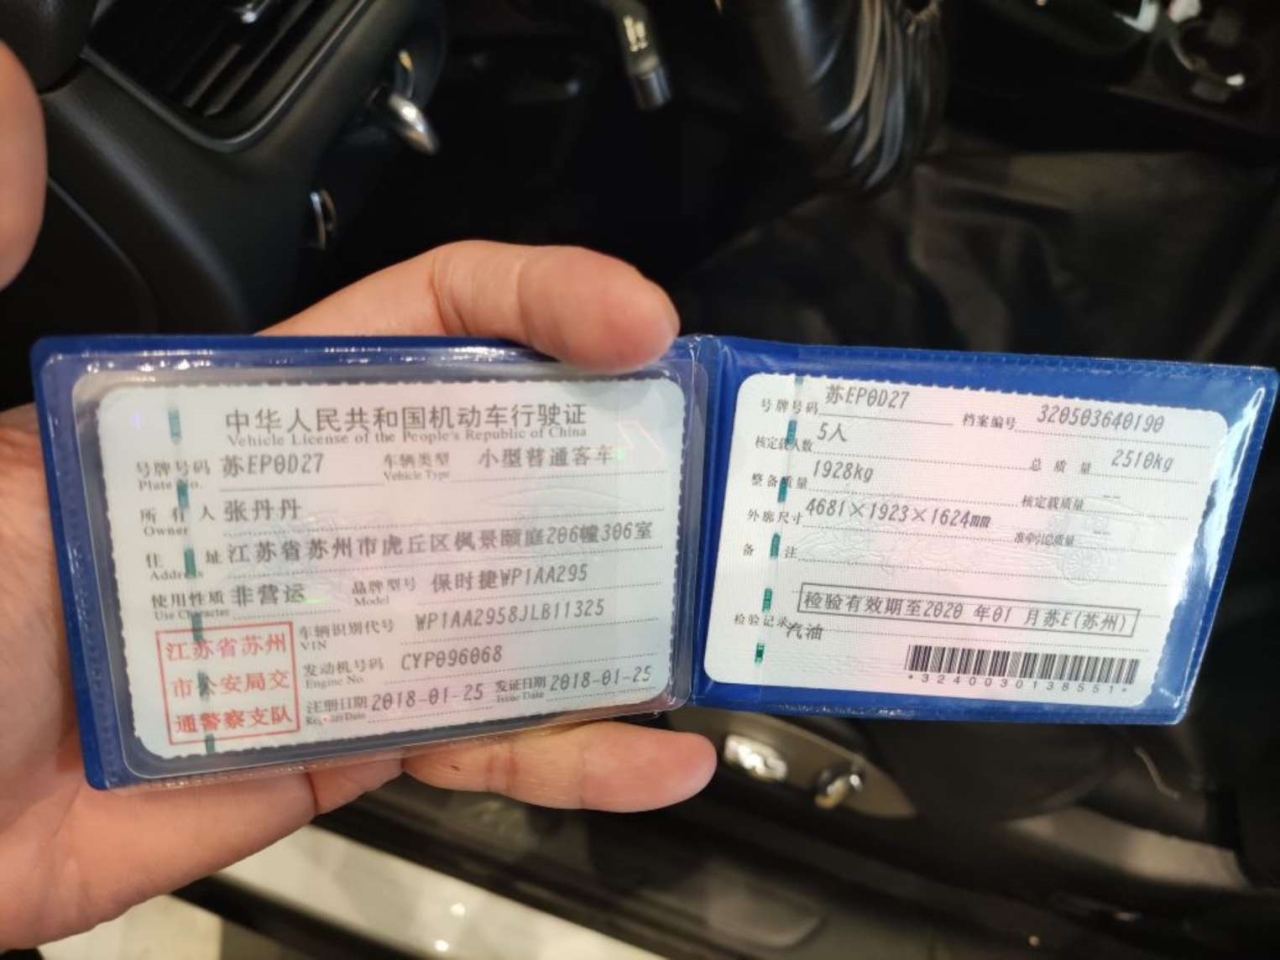 中华人民共和国机动车行驶证
Vehicle License of the People's Republic of China
号牌号码 苏EP0D27 车辆类型 小型普通客车
Plate No. Vehicle Type
所有人 张丹丹
Owner
住址 江苏省苏州市虎丘区枫景颐庭206幢306室
Address
使用性质 非营运 品牌型号 保时捷WP1AA295
Use Character Model
车辆识别代号 WP1AA2958JLB11325
VIN
发动机号码 CYP096068
Engine No.
注册日期 2018-01-25 发证日期 2018-01-25
Register Date Issue Date
江苏省苏州
市公安局交
通警察支队
号牌号码 苏EP0D27 档案编号 320503640190
核定载人数 5人 总质量 2510kg
整备质量 1928kg 核定载质量 --
外廓尺寸 4681×1923×1624mm 准牵引总质量 --
备注
检验有效期至2020 年01 月苏E(苏州)
检验记录 汽油
*3240030138551*